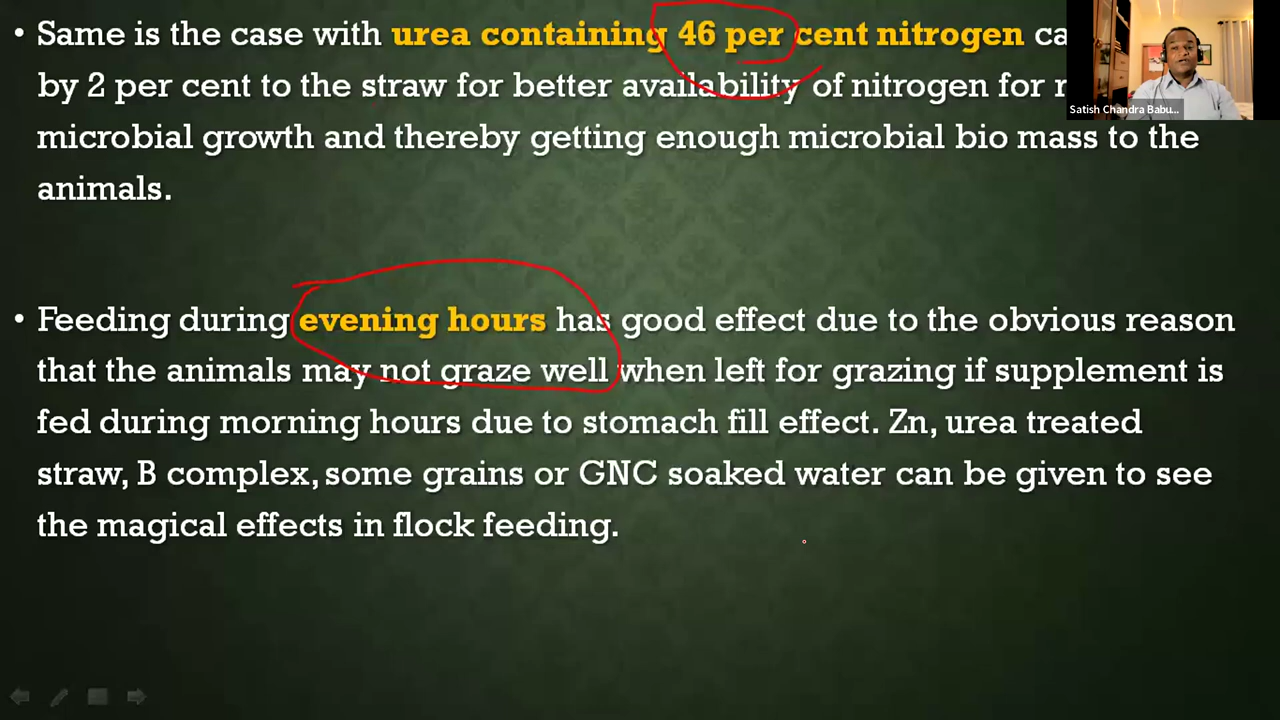 • Same is the case with urea containing 46 per cent nitrogen ca
by 2 per cent to the straw for better availability of nitrogen for
microbial growth and thereby getting enough microbial bio mass to the
animals.
• Feeding during evening hours has good effect due to the obvious reason
that the animals may not graze well when left for grazing if supplement is
fed during morning hours due to stomach fill effect. Zn, urea treated
straw, B complex, some grains or GNC soaked water can be given to see
the magical effects in flock feeding.
Satish Chandra Babu...